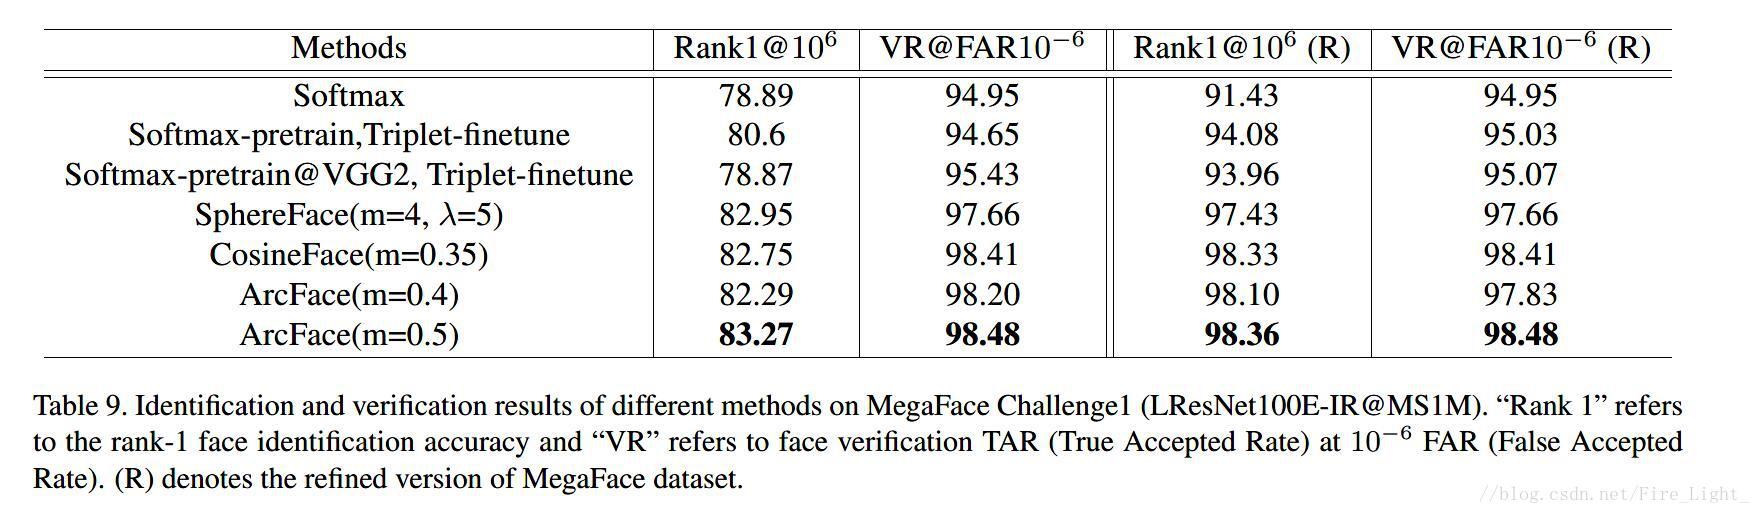 Methods Rank1@10^6 VR@FAR10^−6 Rank1@10^6 (R) VR@FAR10^−6 (R)
Softmax 78.89 94.95 91.43 94.95
Softmax-pretrain,Triplet-finetune 80.6 94.65 94.08 95.03
Softmax-pretrain@VGG2, Triplet-finetune 78.87 95.43 93.96 95.07
SphereFace(m=4, λ=5) 82.95 97.66 97.43 97.66
CosineFace(m=0.35) 82.75 98.41 98.33 98.41
ArcFace(m=0.4) 82.29 98.20 98.10 97.83
ArcFace(m=0.5) 83.27 98.48 98.36 98.48
Table 9. Identification and verification results of different methods on MegaFace Challenge1 (LResNet100E-IR@MS1M). “Rank 1” refers
to the rank-1 face identification accuracy and “VR” refers to face verification TAR (True Accepted Rate) at 10^−6 FAR (False Accepted
Rate). (R) denotes the refined version of MegaFace dataset.
//blog.csdn.net/Fire_Light_